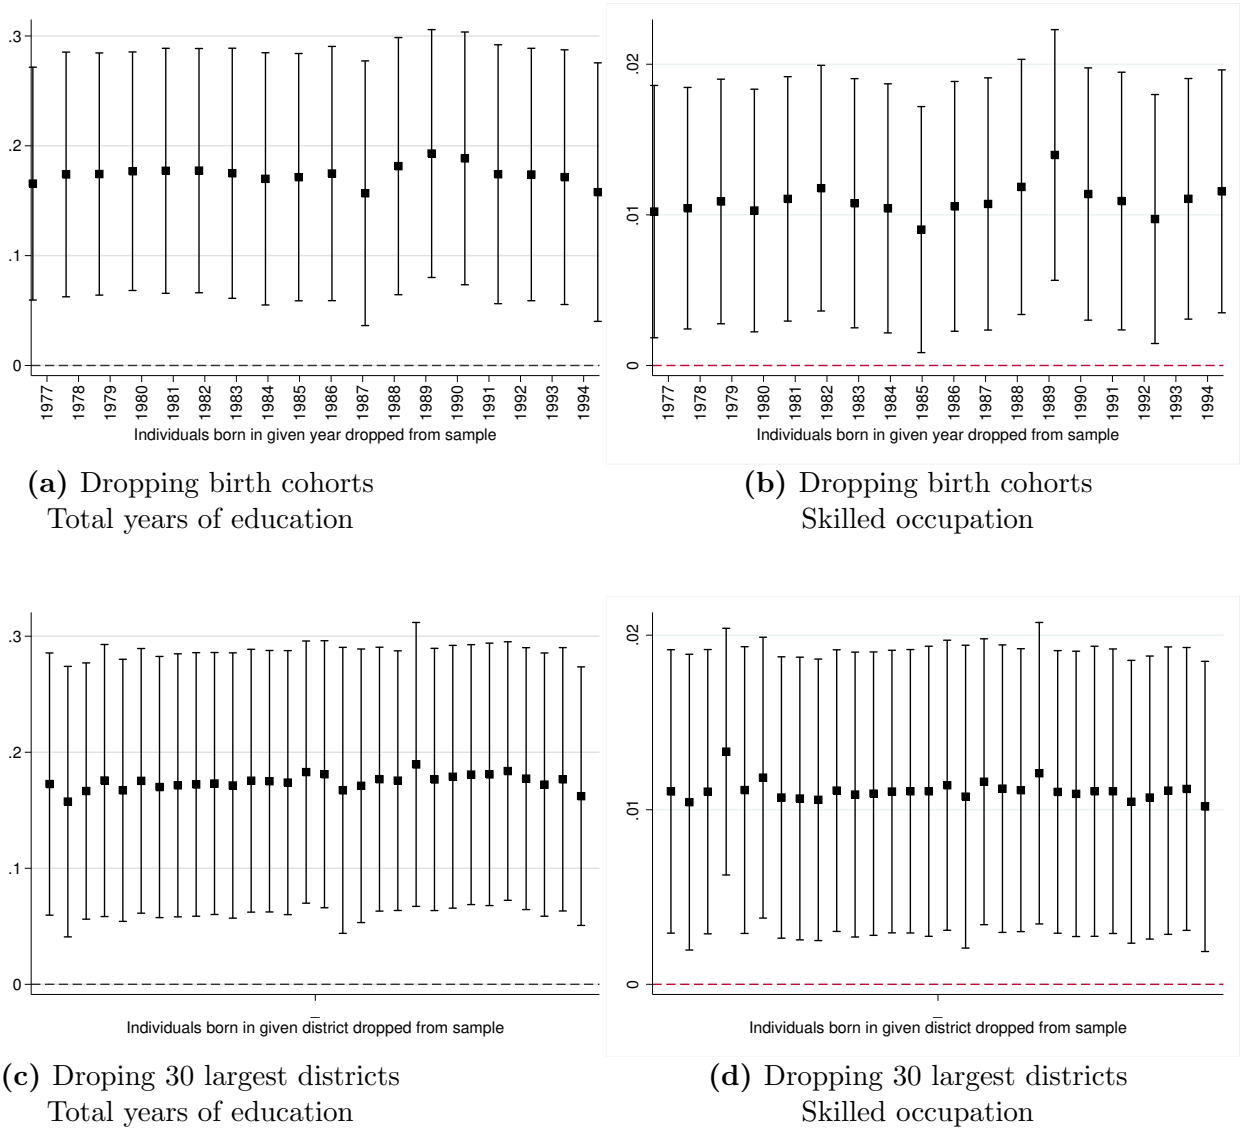 .3
.2
.1
0
1977 1978 1979 1980 1981 1982 1983 1984 1985 1986 1987 1988 1989 1990 1991 1992 1993 1994
Individuals born in given year dropped from sample
(a) Dropping birth cohorts
Total years of education
.02
.01
0
1977 1978 1979 1980 1981 1982 1983 1984 1985 1986 1987 1988 1989 1990 1991 1992 1993 1994
Individuals born in given year dropped from sample
(b) Dropping birth cohorts
Skilled occupation
.3
.2
.1
0
Individuals born in given district dropped from sample
(c) Droping 30 largest districts
Total years of education
.02
.01
0
Individuals born in given district dropped from sample
(d) Dropping 30 largest districts
Skilled occupation